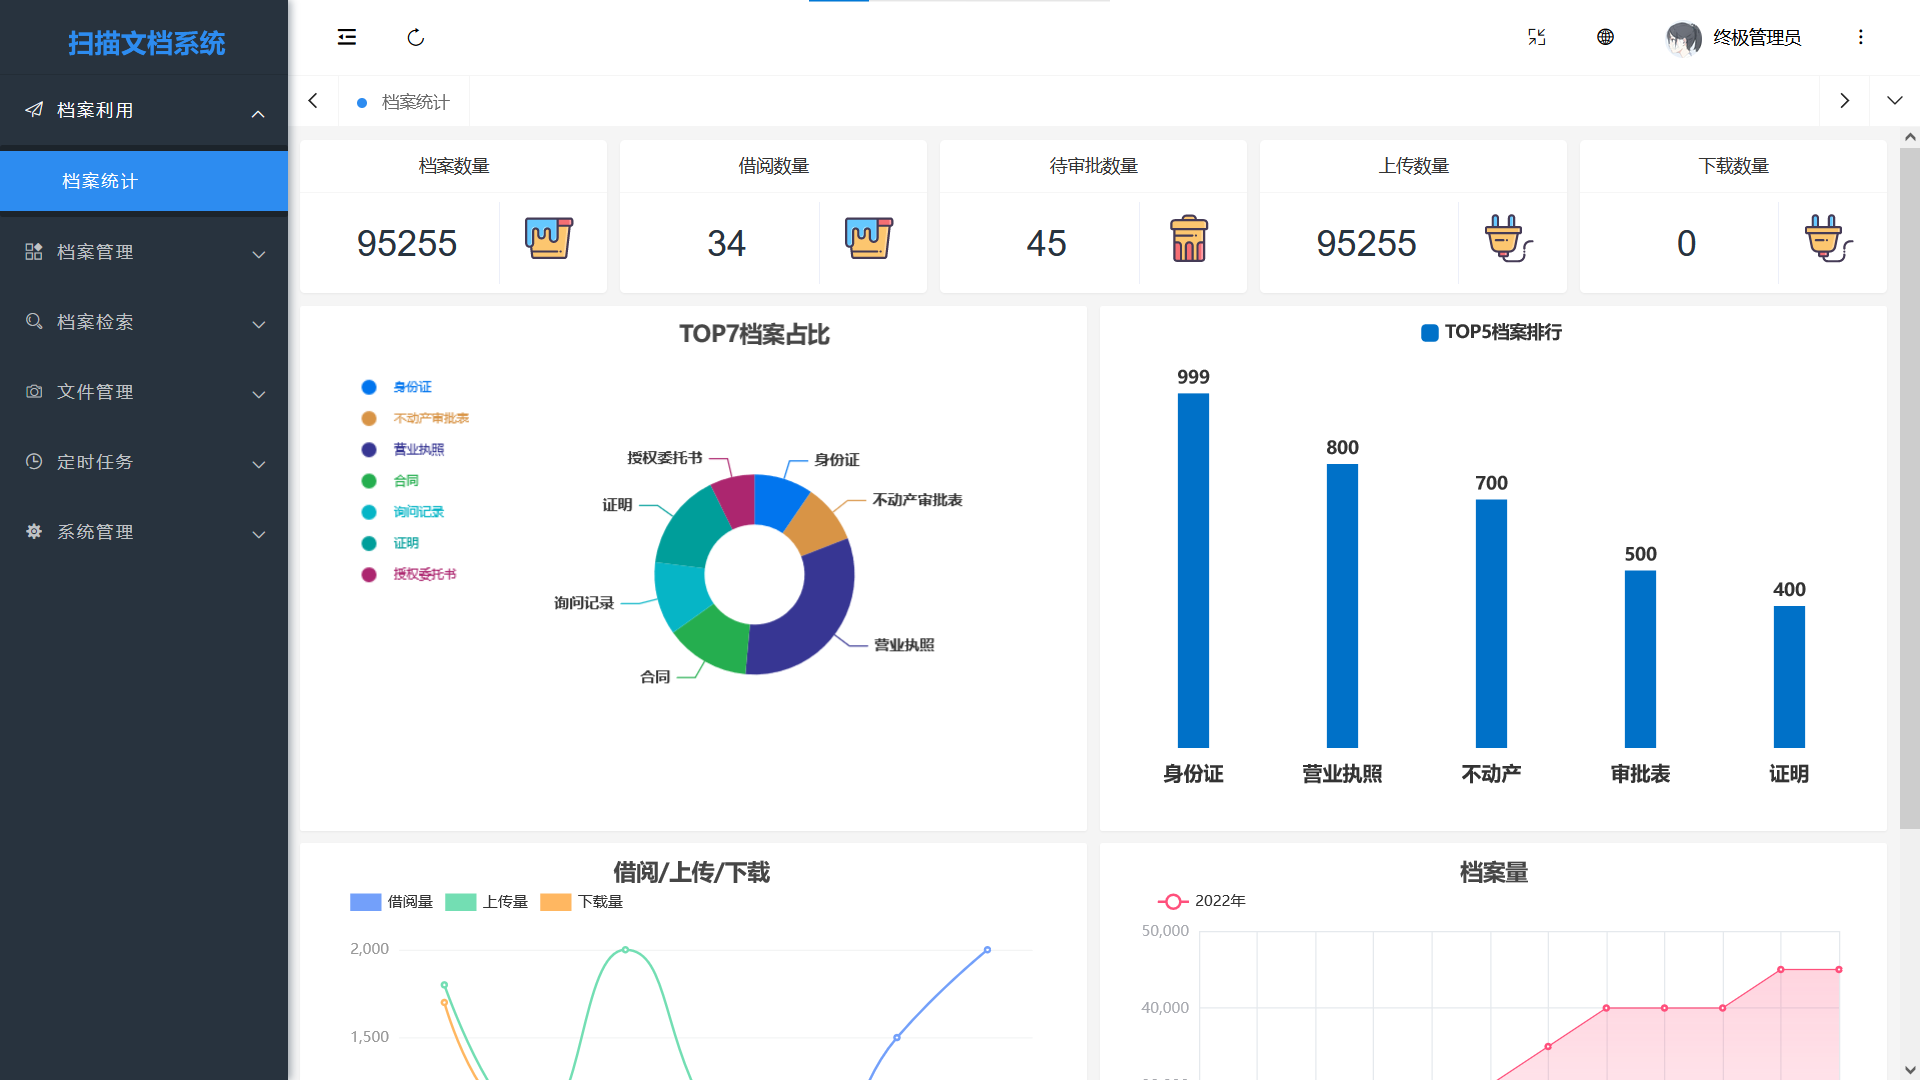 扫描文档系统
终极管理员
档案利用
档案统计
档案管理
档案检索
文件管理
定时任务
系统管理
档案统计
档案数量
95255
借阅数量
34
待审批数量
45
上传数量
95255
下载数量
0
TOP7档案占比
身份证
不动产审批表
营业执照
合同
询问记录
证明
授权委托书
授权委托书
身份证
证明
不动产审批表
询问记录
营业执照
合同
TOP5档案排行
999
800
700
500
400
身份证
营业执照
不动产
审批表
证明
借阅/上传/下载
借阅量
上传量
下载量
2,000
1,500
档案量
2022年
50,000
40,000